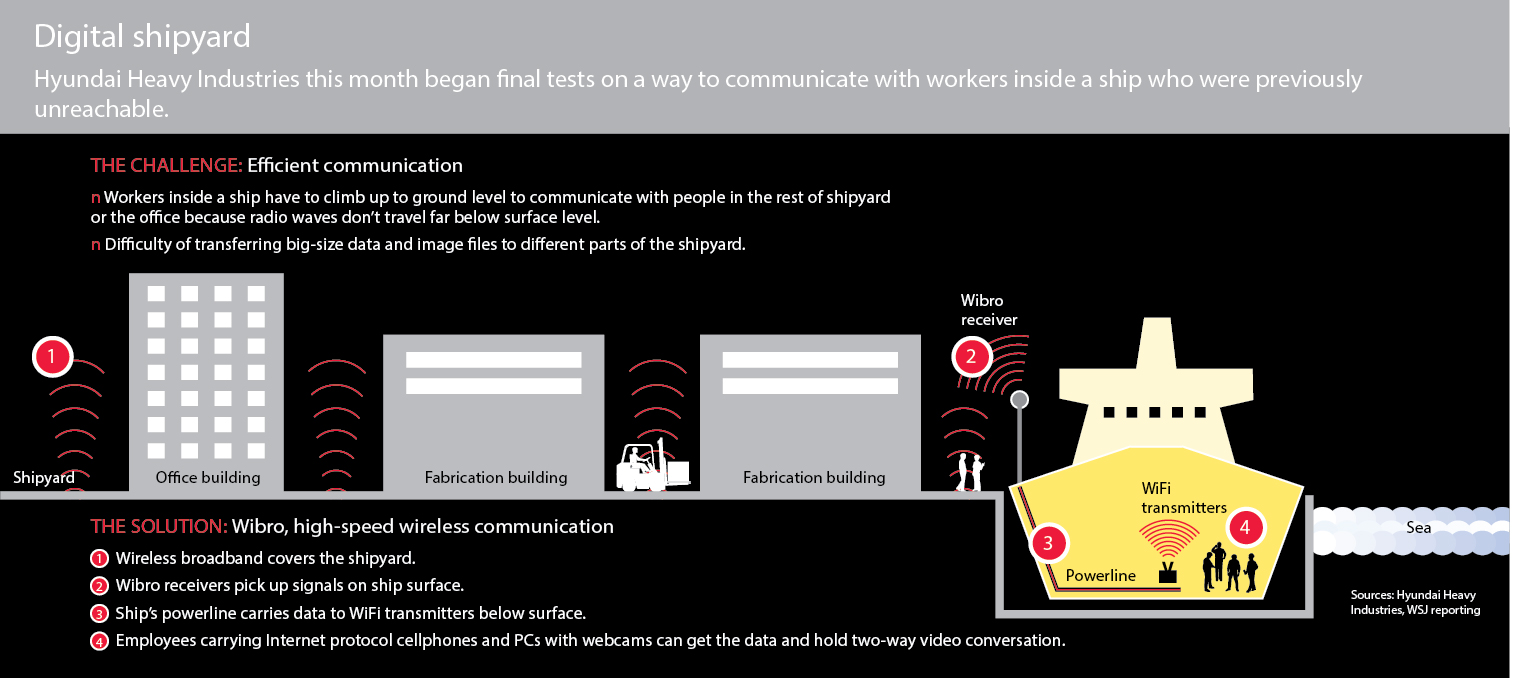 Digital shipyard
Hyundai Heavy Industries this month began final tests on a way to communicate with workers inside a ship who were previously
unreachable.
THE CHALLENGE: Efficient communication
n Workers inside a ship have to climb up to ground level to communicate with people in the rest of shipyard
or the office because radio waves don't travel far below surface level.
n Difficulty of transferring big-size data and image files to different parts of the shipyard.
Wibro
receiver
1
2
Shipyard
Office building
Fabrication building
Fabrication building
WiFi
transmitters
3
4
Powerline
Sea
THE SOLUTION: Wibro, high-speed wireless communication
1 Wireless broadband covers the shipyard.
2 Wibro receivers pick up signals on ship surface.
3 Ship's powerline carries data to WiFi transmitters below surface.
4 Employees carrying Internet protocol cellphones and PCs with webcams can get the data and hold two-way video conversation.
Sources: Hyundai Heavy
Industries, WSJ reporting